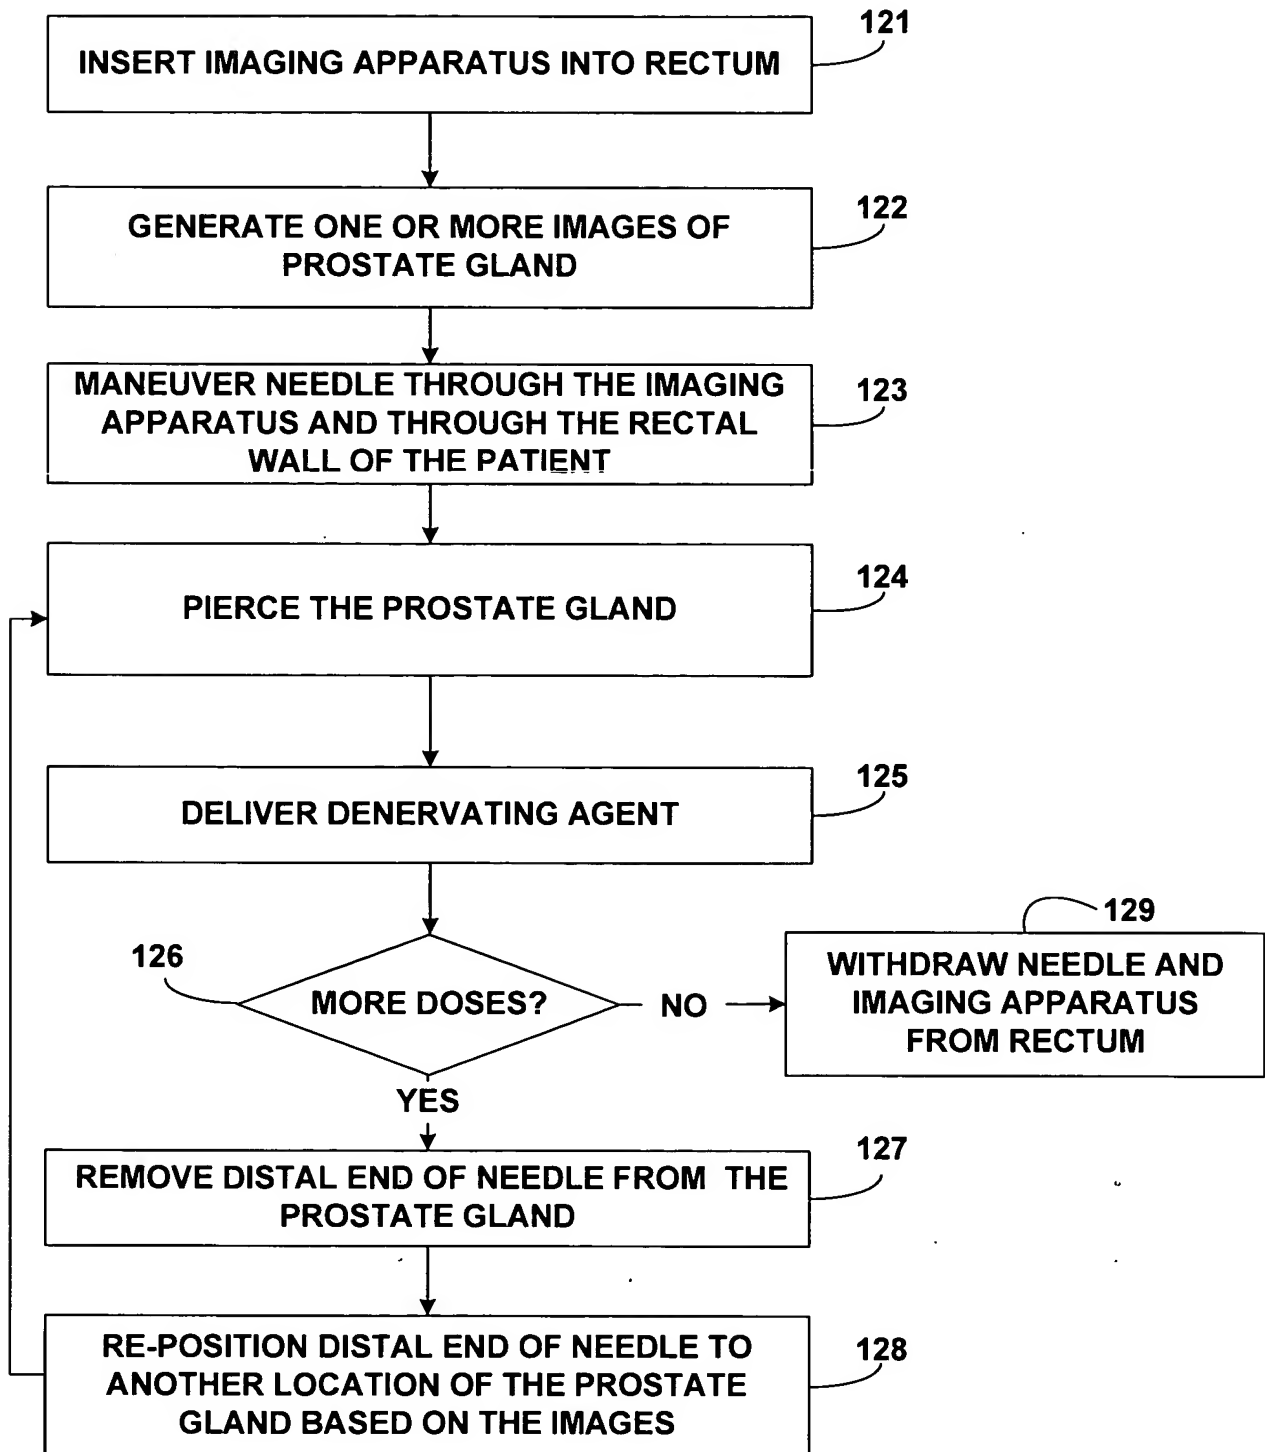 121
INSERT IMAGING APPARATUS INTO RECTUM
122
GENERATE ONE OR MORE IMAGES OF
PROSTATE GLAND
123
MANEUVER NEEDLE THROUGH THE IMAGING
APPARATUS AND THROUGH THE RECTAL
WALL OF THE PATIENT
124
PIERCE THE PROSTATE GLAND
125
DELIVER DENERVATING AGENT
126
MORE DOSES?
NO
129
WITHDRAW NEEDLE AND
IMAGING APPARATUS
FROM RECTUM
YES
127
REMOVE DISTAL END OF NEEDLE FROM THE
PROSTATE GLAND
128
RE-POSITION DISTAL END OF NEEDLE TO
ANOTHER LOCATION OF THE PROSTATE
GLAND BASED ON THE IMAGES